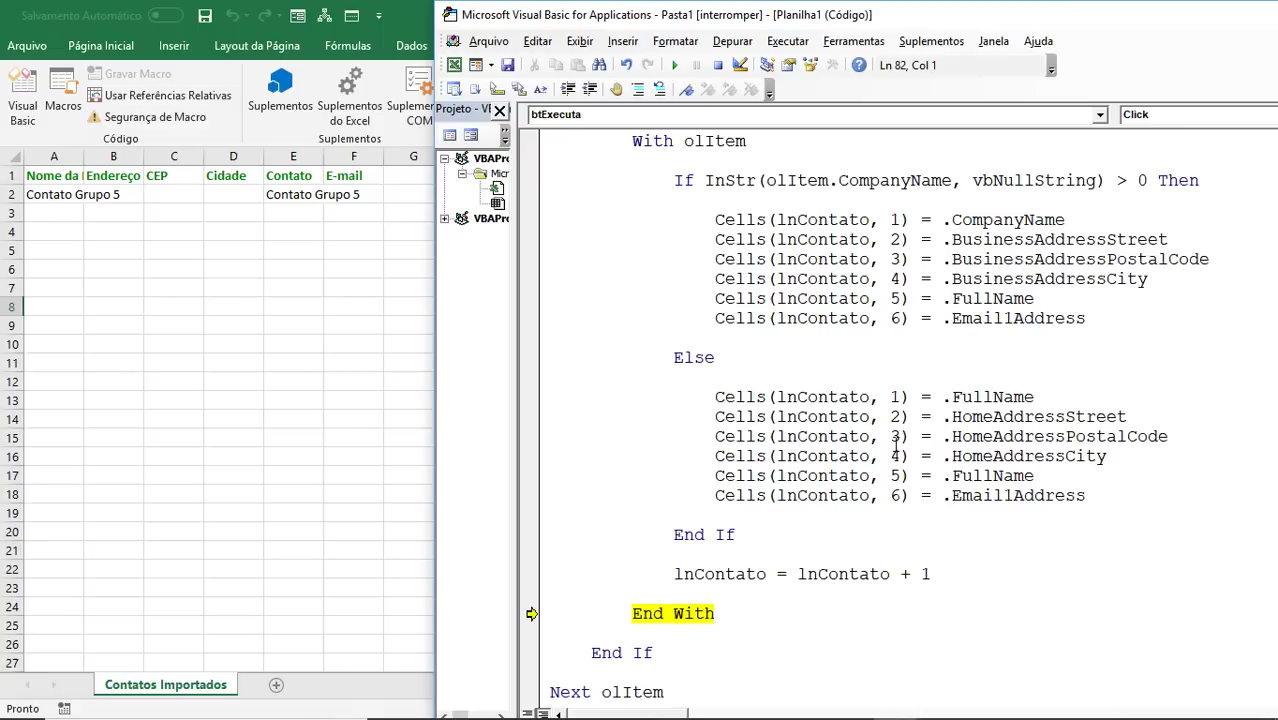 Salvamento Automático
Microsoft Visual Basic for Applications - Pasta1 [interromper] - [Planilha1 (Código)]
Arquivo Página Inicial Inserir Layout da Página Fórmulas Dados
Arquivo Editar Exibir Inserir Formatar Depurar Executar Ferramentas Suplementos Janela Ajuda
Ln 82, Col 1
Visual Basic
Macros
Gravar Macro
Usar Referências Relativas
Segurança de Macro
Código
Suplementos
Suplementos do Excel
Suplemen
COM
Suplementos
Projeto - VE
btExecuta
Click
VBAPro
Micr
VBAPro
A B C D E F G
1 Nome da Endereço CEP Cidade Contato E-mail
2 Contato Grupo 5 Contato Grupo 5
3
4
5
6
7
8
9
10
11
12
13
14
15
16
17
18
19
20
21
22
23
24
25
26
27
With olItem
If InStr(olItem.CompanyName, vbNullString) > 0 Then
Cells(lnContato, 1) = .CompanyName
Cells(lnContato, 2) = .BusinessAddressStreet
Cells(lnContato, 3) = .BusinessAddressPostalCode
Cells(lnContato, 4) = .BusinessAddressCity
Cells(lnContato, 5) = .FullName
Cells(lnContato, 6) = .Email1Address
Else
Cells(lnContato, 1) = .FullName
Cells(lnContato, 2) = .HomeAddressStreet
Cells(lnContato, 3) = .HomeAddressPostalCode
Cells(lnContato, 4) = .HomeAddressCity
Cells(lnContato, 5) = .FullName
Cells(lnContato, 6) = .Email1Address
End If
lnContato = lnContato + 1
End With
End If
Next olItem
Contatos Importados
Pronto